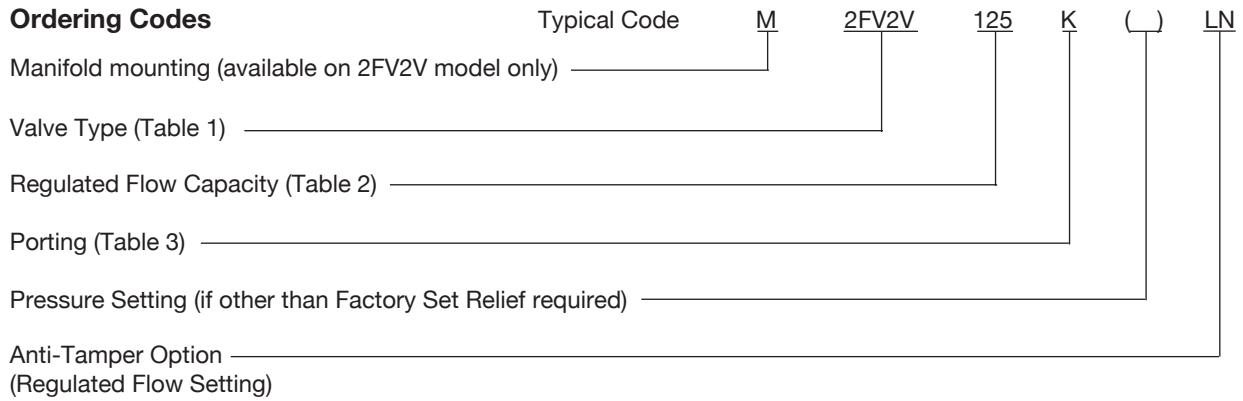 Ordering Codes Typical Code M 2FV2V 125 K (__) LN
Manifold mounting (available on 2FV2V model only)
Valve Type (Table 1)
Regulated Flow Capacity (Table 2)
Porting (Table 3)
Pressure Setting (if other than Factory Set Relief required)
Anti-Tamper Option
(Regulated Flow Setting)